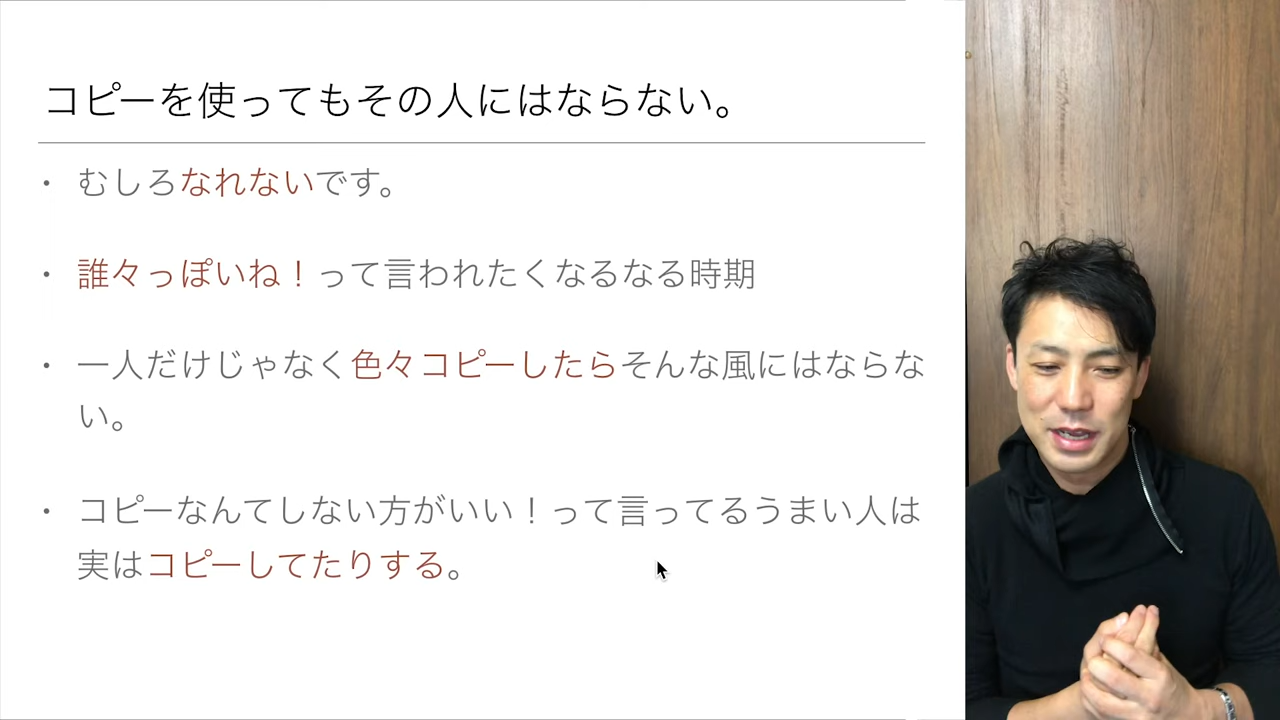 コピーを使ってもその人にはならない。
・ むしろなれないです。
・ 誰々っぽいね！って言われたくなるなる時期
・ 一人だけじゃなく色々コピーしたらそんな風にはならな
い。
・ コピーなんてしない方がいい！って言ってるうまい人は
実はコピーしてたりする。